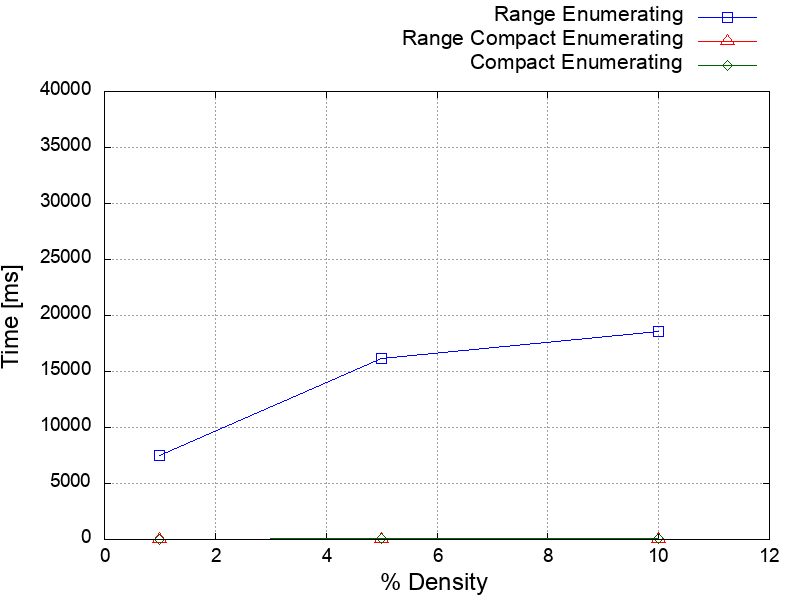 Range Enumerating
Range Compact Enumerating
Compact Enumerating
40000
35000
30000
25000
20000
15000
10000
5000
0
Time [ms]
0 2 4 6 8 10 12
% Density